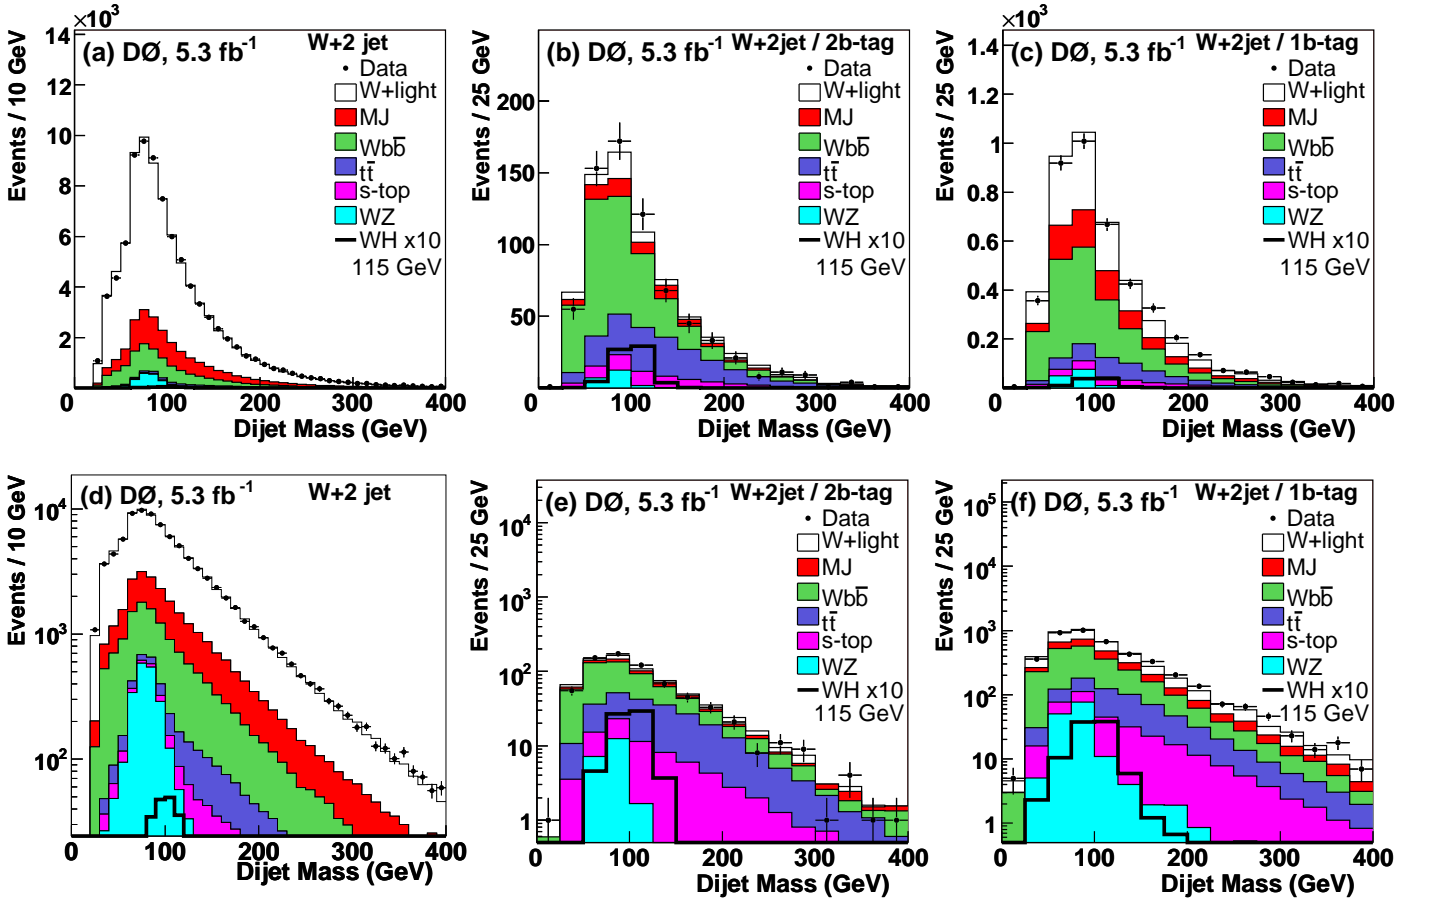 ×10³
(a) DØ, 5.3 fb⁻¹ W+2 jet
Data
W+light
MJ
Wbb̅
tt̅
s-top
WZ
WH x10
115 GeV
Events / 10 GeV
14
12
10
8
6
4
2
0 100 200 300 400
Dijet Mass (GeV)
(b) DØ, 5.3 fb⁻¹ W+2jet / 2b-tag
Data
W+light
MJ
Wbb̅
tt̅
s-top
WZ
WH x10
115 GeV
Events / 25 GeV
200
150
100
50
0 100 200 300 400
Dijet Mass (GeV)
×10³
(c) DØ, 5.3 fb⁻¹ W+2jet / 1b-tag
Data
W+light
MJ
Wbb̅
tt̅
s-top
WZ
WH x10
115 GeV
Events / 25 GeV
1.4
1.2
1
0.8
0.6
0.4
0.2
0 100 200 300 400
Dijet Mass (GeV)
(d) DØ, 5.3 fb⁻¹ W+2 jet
Events / 10 GeV
10⁴
10³
10²
0 100 200 300 400
Dijet Mass (GeV)
(e) DØ, 5.3 fb⁻¹ W+2jet / 2b-tag
Data
W+light
MJ
Wbb̅
tt̅
s-top
WZ
WH x10
115 GeV
Events / 25 GeV
10⁴
10³
10²
10
1
0 100 200 300 400
Dijet Mass (GeV)
(f) DØ, 5.3 fb⁻¹ W+2jet / 1b-tag
Data
W+light
MJ
Wbb̅
tt̅
s-top
WZ
WH x10
115 GeV
Events / 25 GeV
10⁵
10⁴
10³
10²
10
1
0 100 200 300 400
Dijet Mass (GeV)